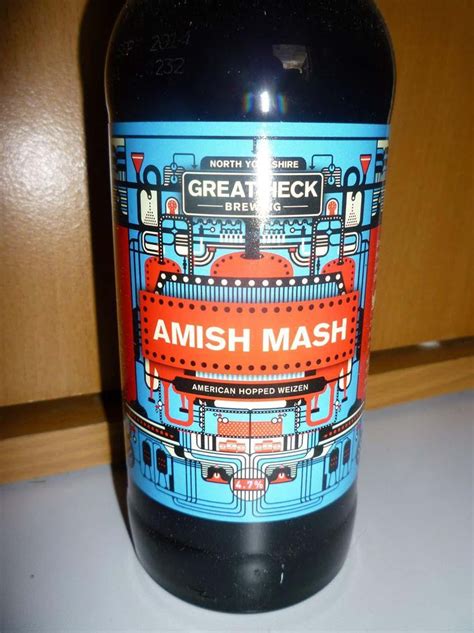 2014
232
NORTH YORKSHIRE
GREAT HECK
BREWING
AMISH MASH
AMERICAN HOPPED WEIZEN
4.7%